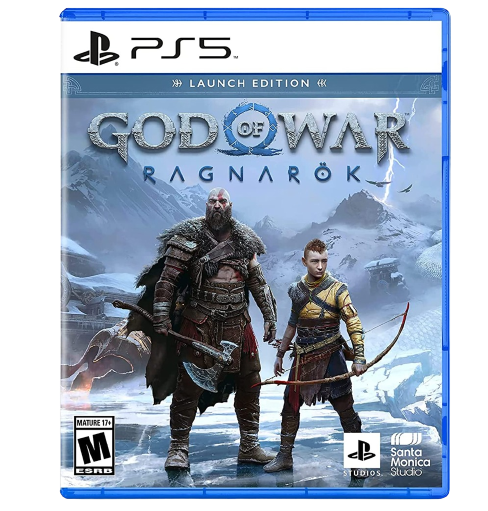 PS5
LAUNCH EDITION
GOD OF WAR
RAGNARÖK
MATURE 17+
M
ESRB
STUDIOS
Santa
Monica
Studio